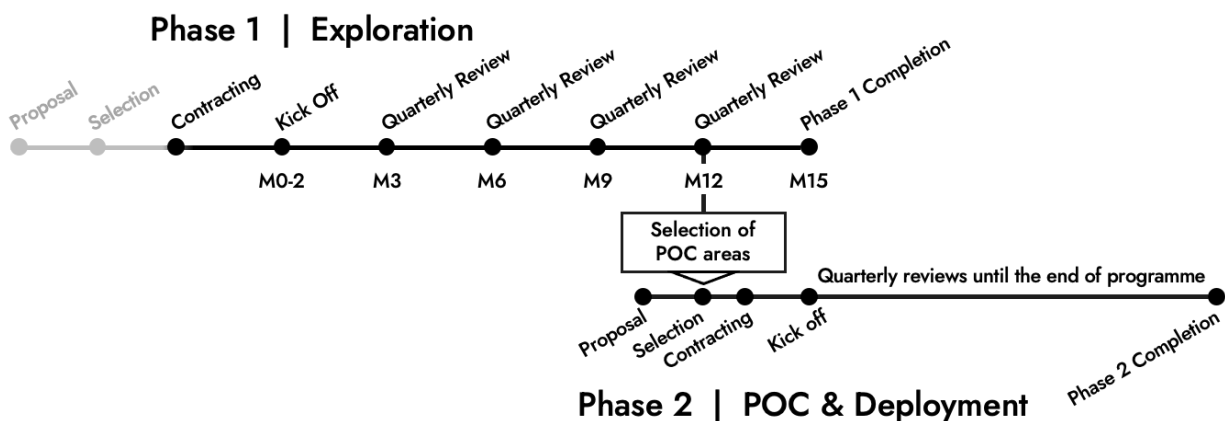 Phase 1 | Exploration
Proposal
Selection
Contracting
Kick Off
Quarterly Review
Quarterly Review
Quarterly Review
Quarterly Review
Phase 1 Completion
M0-2
M3
M6
M9
M12
M15
Selection of
POC areas
Quarterly reviews until the end of programme
Proposal
Selection
Contracting
Kick off
Phase 2 Completion
Phase 2 | POC & Deployment